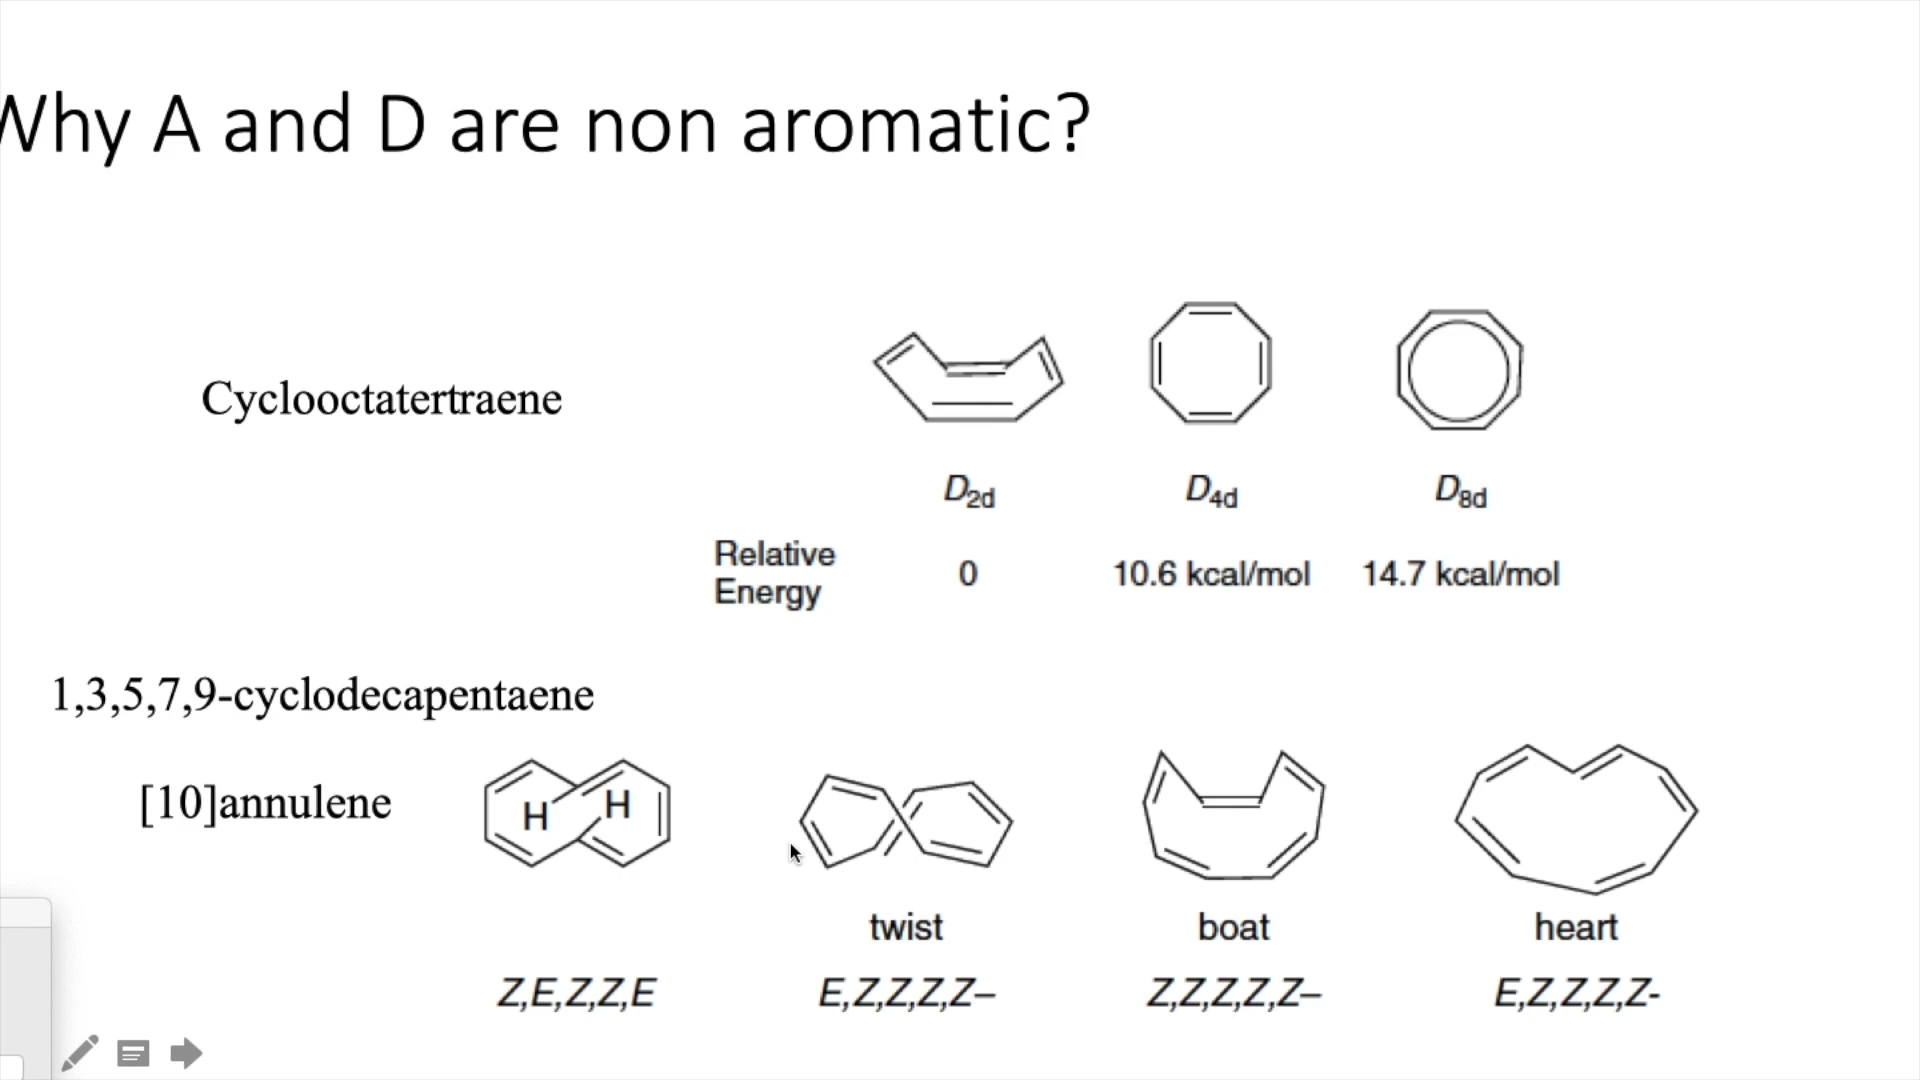 Why A and D are non aromatic?
Cyclooctatertraene
D2d D4d D8d
Relative
Energy
0 10.6 kcal/mol 14.7 kcal/mol
1,3,5,7,9-cyclodecapentaene
[10]annulene
H H
twist boat heart
Z,E,Z,Z,E E,Z,Z,Z,Z– Z,Z,Z,Z,Z– E,Z,Z,Z,Z-